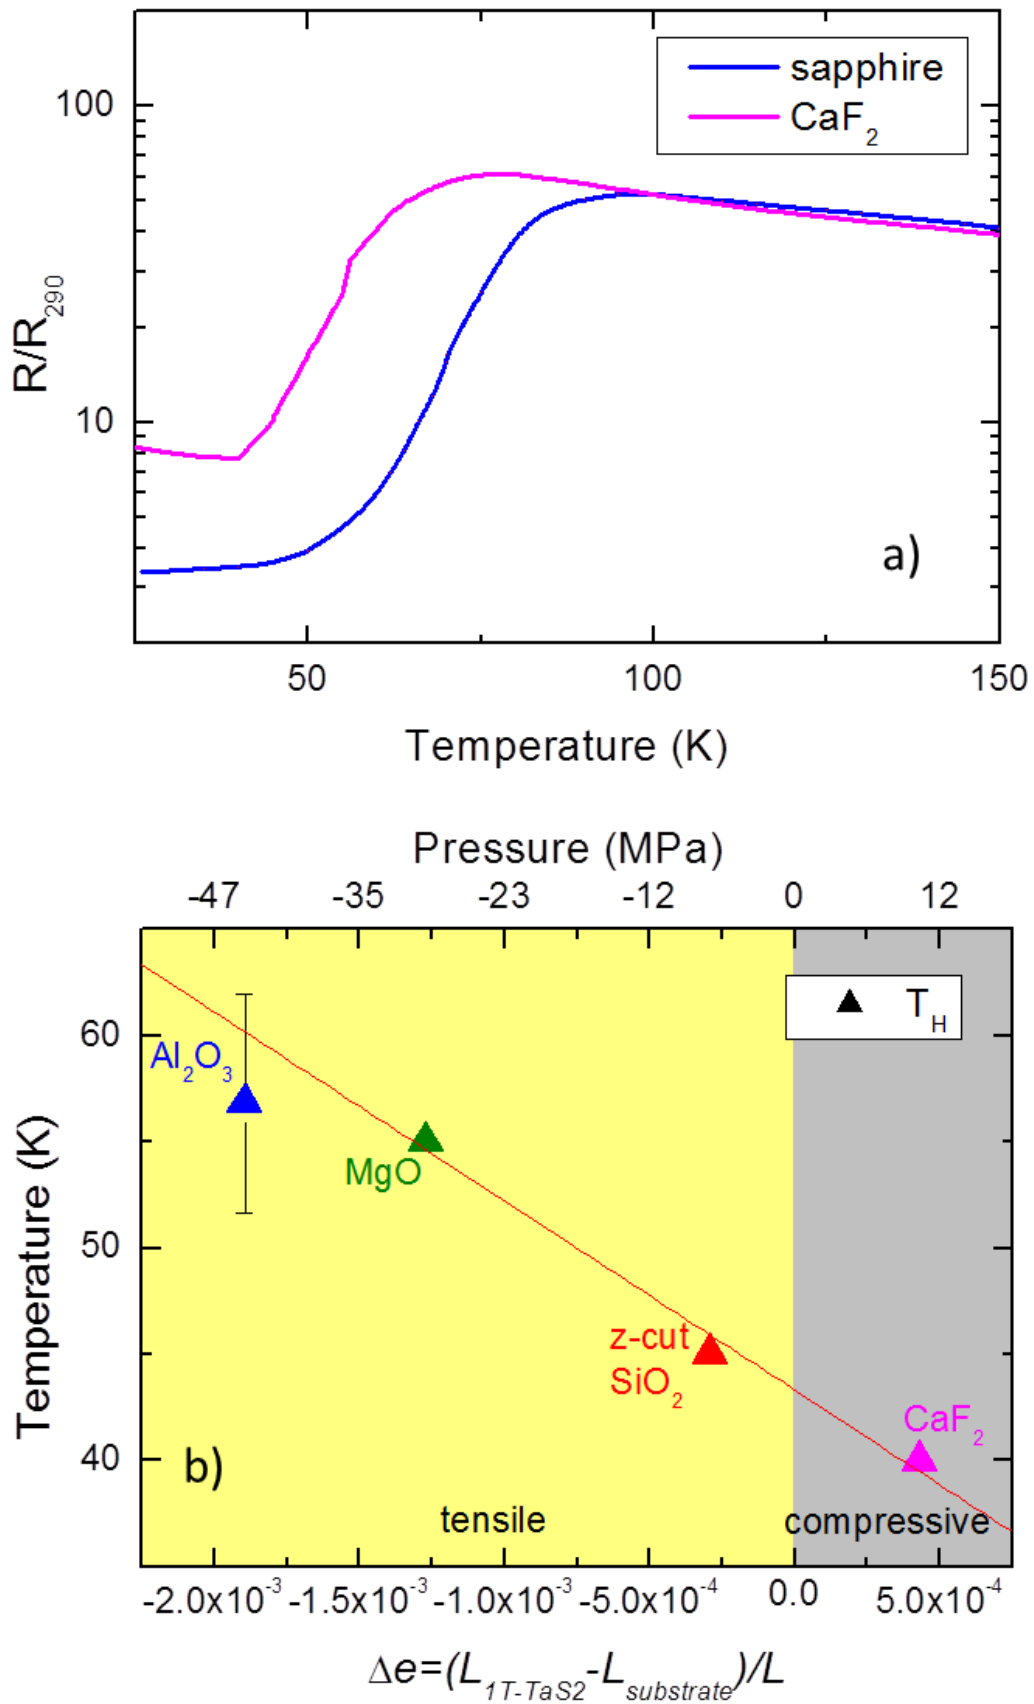 sapphire
CaF₂
100
10
R/R₂₉₀
a)
50 100 150
Temperature (K)
Pressure (MPa)
-47 -35 -23 -12 0 12
T_H
60
50
40
Temperature (K)
Al₂O₃
MgO
z-cut
SiO₂
CaF₂
b)
tensile
compressive
-2.0x10⁻³ -1.5x10⁻³ -1.0x10⁻³ -5.0x10⁻⁴ 0.0 5.0x10⁻⁴
Δe=(L_1T-TaS2-L_substrate)/L